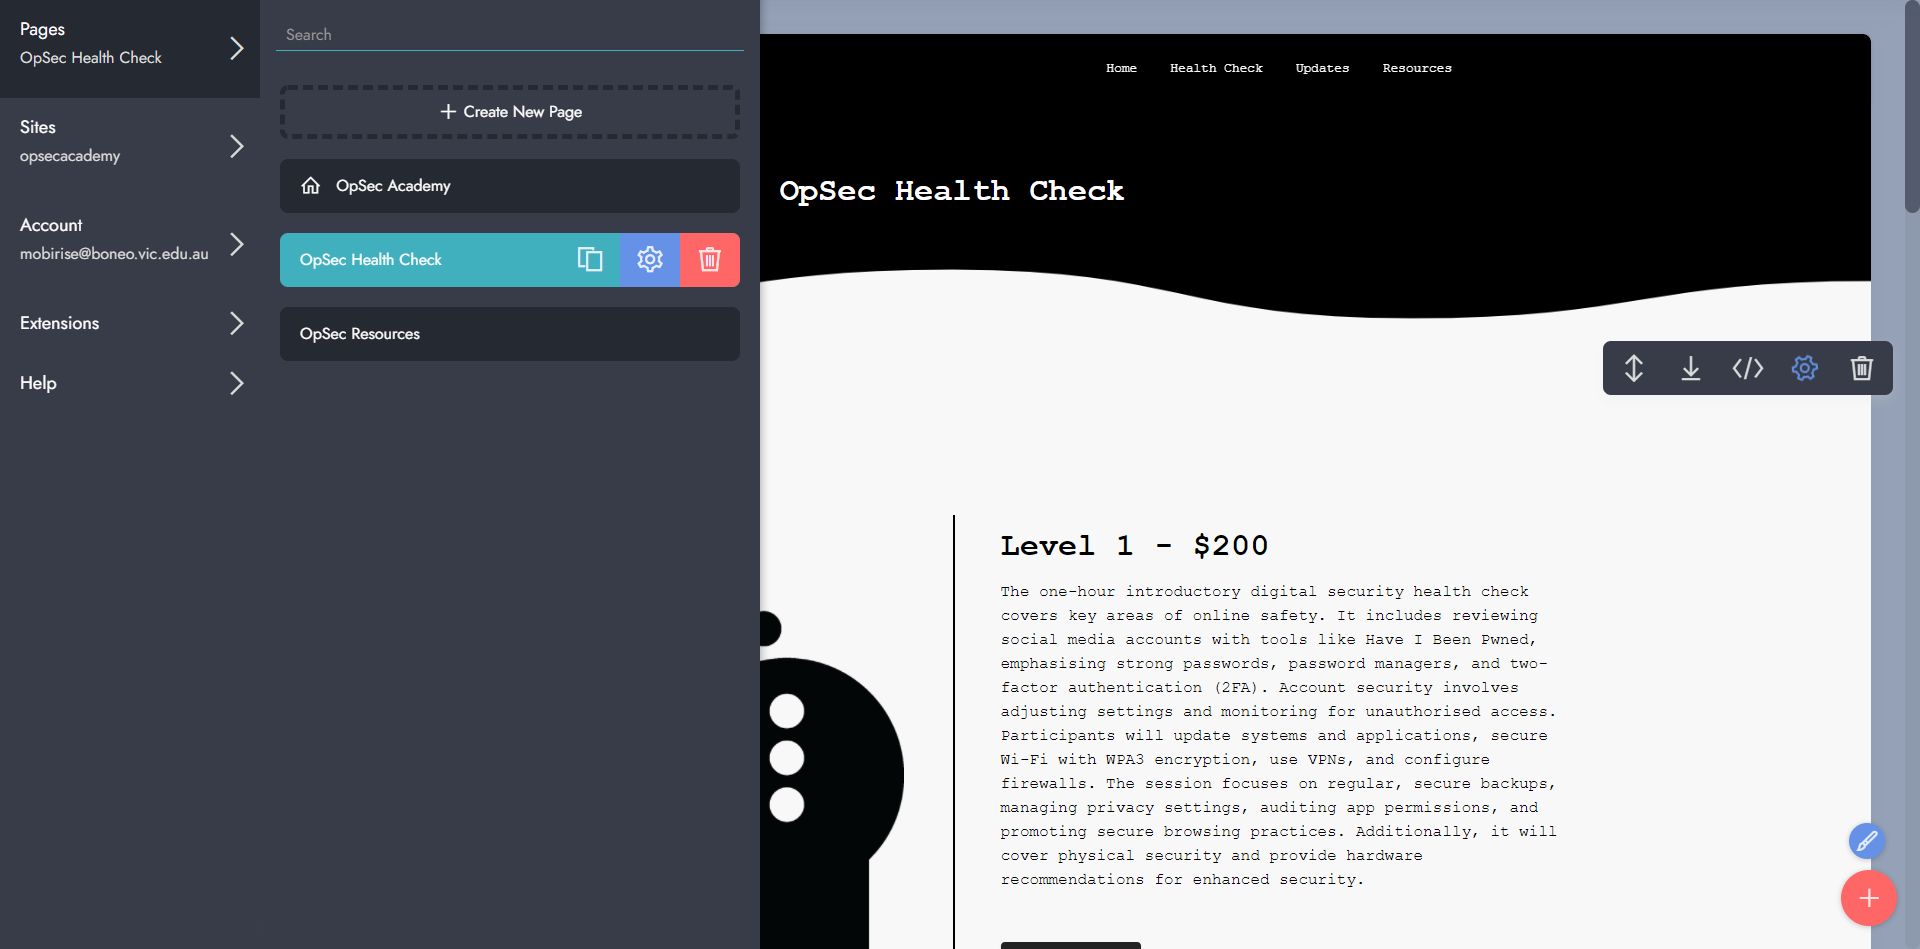 Pages
OpSec Health Check
Sites
opsecacademy
Account
mobirise@boneo.vic.edu.au
Extensions
Help
Search
Create New Page
OpSec Academy
OpSec Health Check
OpSec Resources
Home Health Check Updates Resources
OpSec Health Check
Level 1 - $200
The one-hour introductory digital security health check
covers key areas of online safety. It includes reviewing
social media accounts with tools like Have I Been Pwned,
emphasising strong passwords, password managers, and two-
factor authentication (2FA). Account security involves
adjusting settings and monitoring for unauthorised access.
Participants will update systems and applications, secure
Wi-Fi with WPA3 encryption, use VPNs, and configure
firewalls. The session focuses on regular, secure backups,
managing privacy settings, auditing app permissions, and
promoting secure browsing practices. Additionally, it will
cover physical security and provide hardware
recommendations for enhanced security.